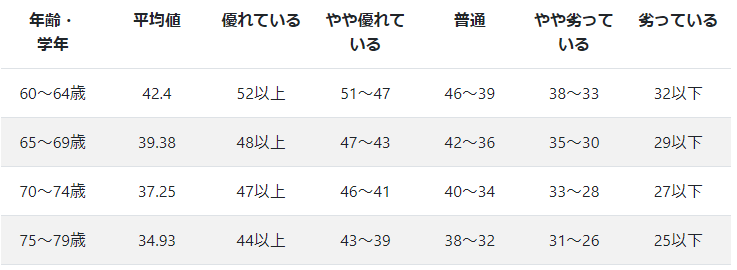 年齢・学年 平均値 優れている やや優れている 普通 やや劣っている 劣っている
60〜64歳 42.4 52以上 51〜47 46〜39 38〜33 32以下
65〜69歳 39.38 48以上 47〜43 42〜36 35〜30 29以下
70〜74歳 37.25 47以上 46〜41 40〜34 33〜28 27以下
75〜79歳 34.93 44以上 43〜39 38〜32 31〜26 25以下